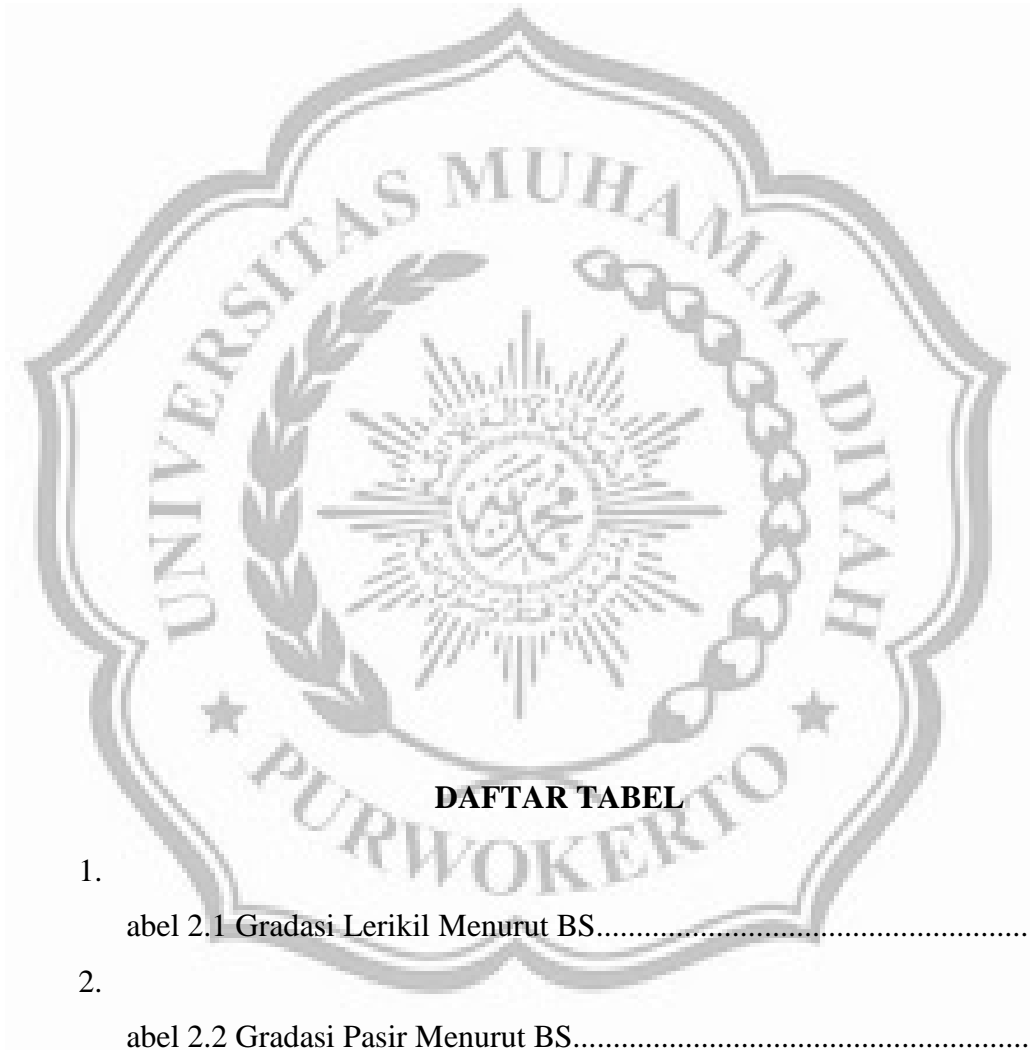 UNIVERSITAS MUHAMMADIYAH
PURWOKERTO
DAFTAR TABEL
1.
abel 2.1 Gradasi Lerikil Menurut BS......................................................
2.
abel 2.2 Gradasi Pasir Menurut BS.........................................................